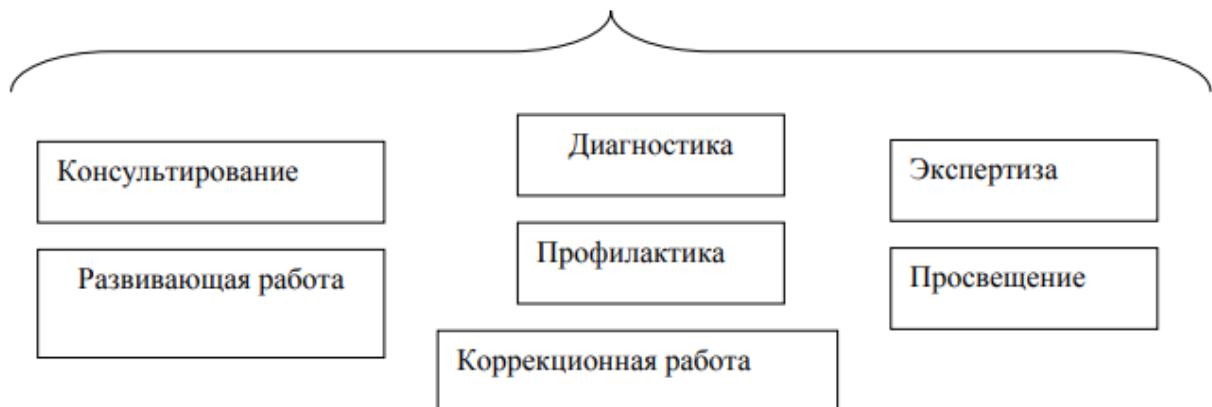 Диагностика
Консультирование
Экспертиза
Профилактика
Развивающая работа
Просвещение
Коррекционная работа